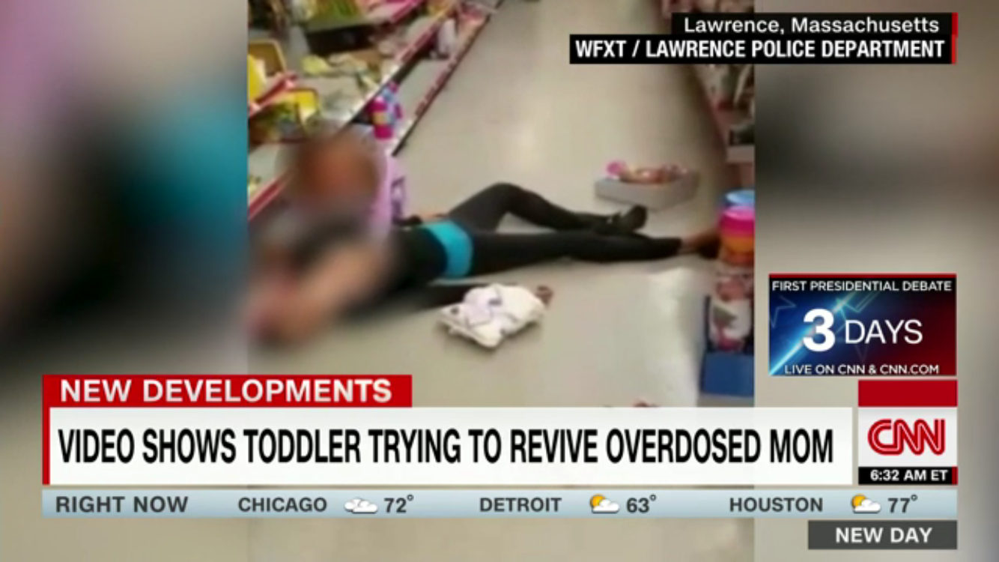 Lawrence, Massachusetts
WFXT / LAWRENCE POLICE DEPARTMENT
FIRST PRESIDENTIAL DEBATE
3 DAYS
LIVE ON CNN & CNN.COM
NEW DEVELOPMENTS
VIDEO SHOWS TODDLER TRYING TO REVIVE OVERDOSED MOM
CNN
6:32 AM ET
RIGHT NOW CHICAGO 72° DETROIT 63° HOUSTON 77°
NEW DAY